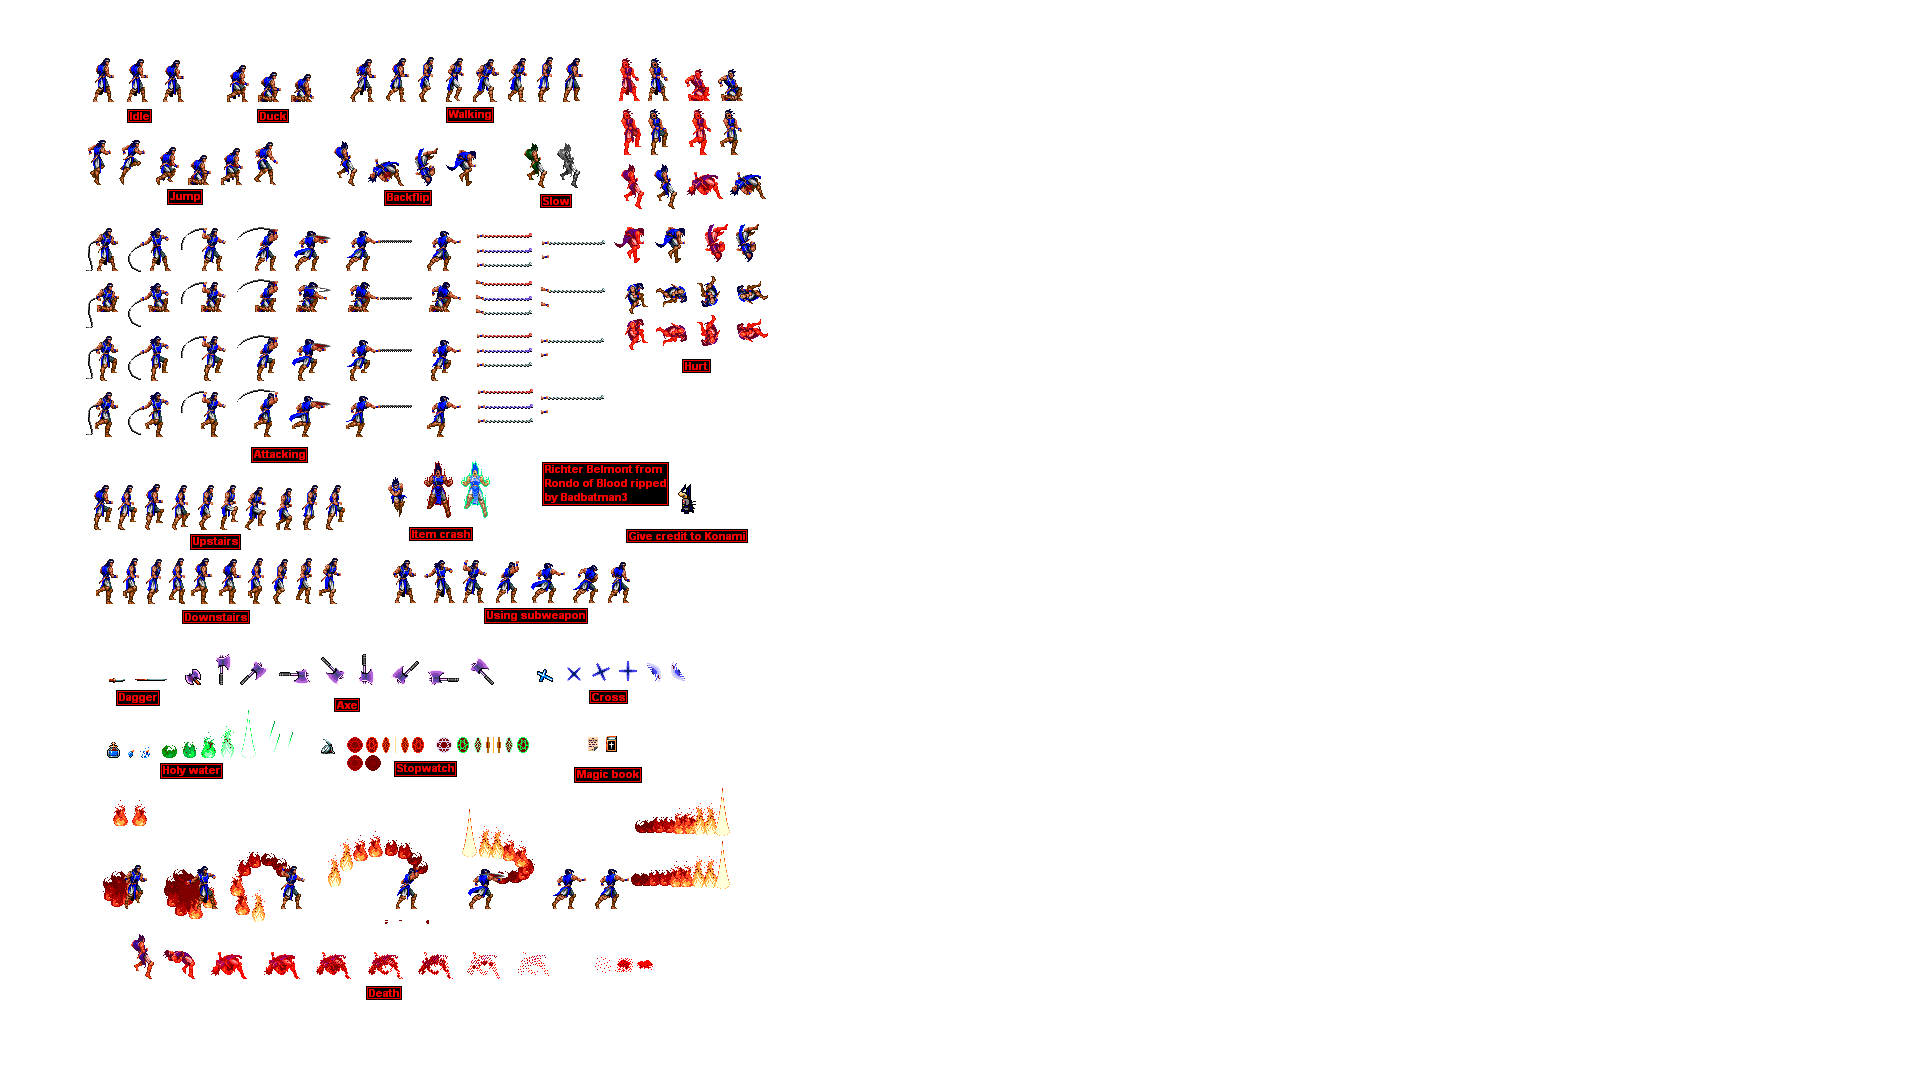 Idle
Duck
Walking
Jump
Backflip
Slow
Hurt
Attacking
Richter Belmont from
Rondo of Blood ripped
by Badbatman3
Item crash
Give credit to Konami
Upstairs
Downstairs
Using subweapon
Dagger
Axe
Cross
Holy water
Stopwatch
Magic book
Death